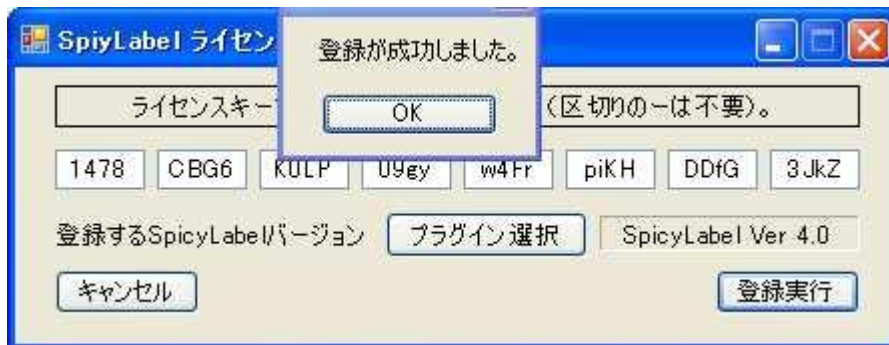 SpiyLabel ライセン
登録が成功しました。
OK
ライセンスキー
(区切りのーは不要)。
1478 CBG6 KULP U9gy w4Fr piKH DDfG 3JkZ
登録するSpicyLabelバージョン プラグイン選択 SpicyLabel Ver 4.0
キャンセル 登録実行